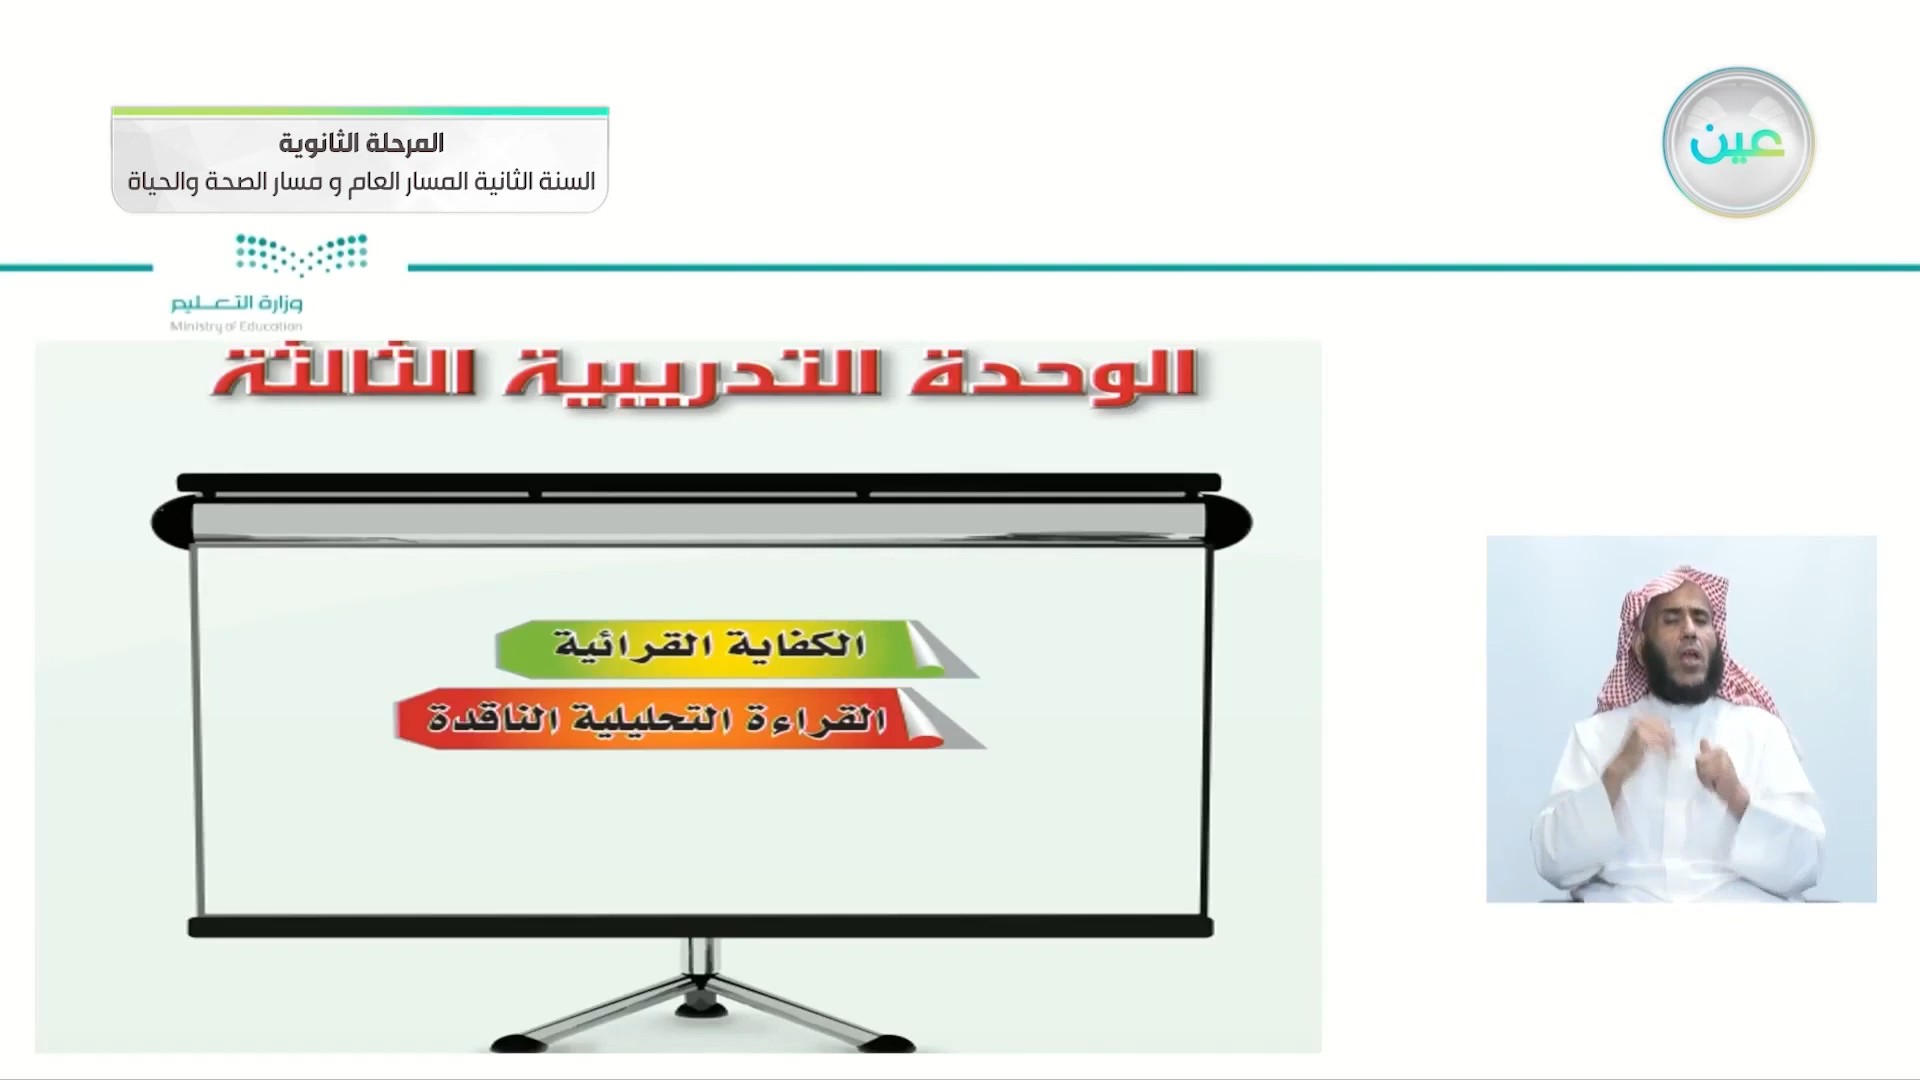 المرحلة الثانوية
السنة الثانية المسار العام و مسار الصحة والحياة
عين
وزارة التعليم
Ministry of Education
الوحدة التدريبية الثالثة
الكفاية القرائية
القراءة التحليلية الناقدة